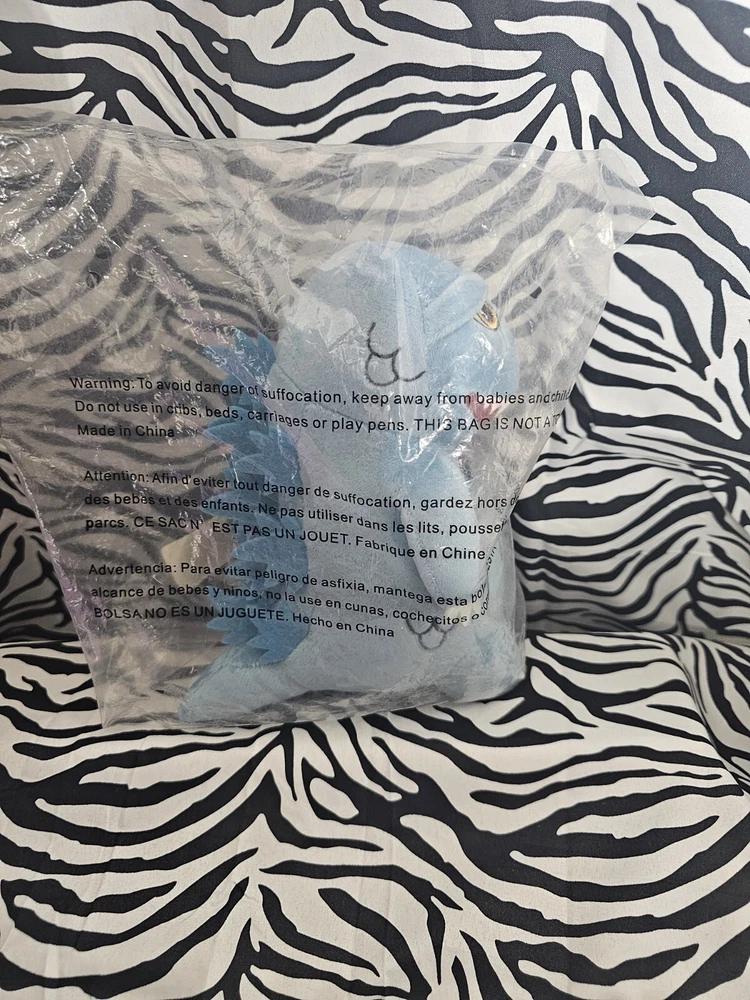 Warning: To avoid danger of suffocation, keep away from babies and
Do not use in cribs, beds, carriages or play pens. THIS BAG IS NOT A
Made in China
Attention: Afin d'eviter tout danger de suffocation, gardez hors
des bebes et des enfants. Ne pas utiliser dans les lits,
parcs. CE SAC N' EST PAS UN JOUET. Fabrique en Chine
Advertencia: Para evitar peligro de asfixia, mantega esta
alcance de bebes y ninos, no la use en cunas, cochecitos o
BOLSA NO ES UN JUGUETE. Hecho en China